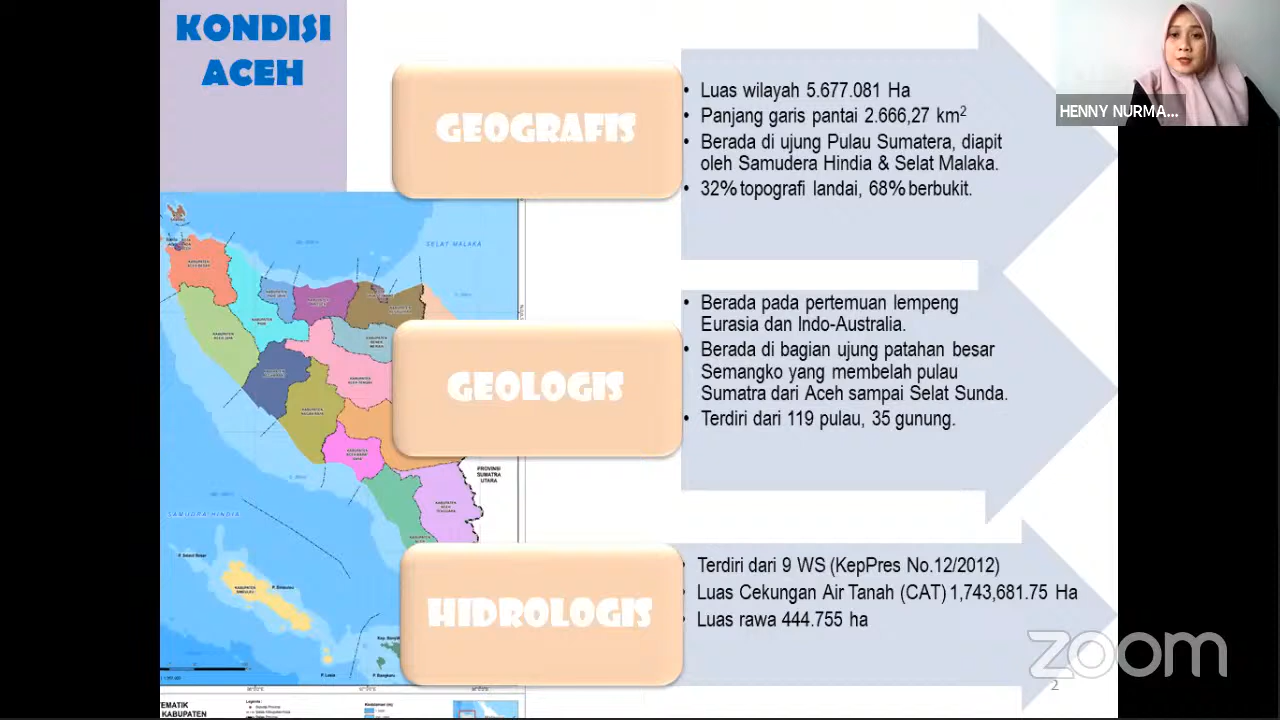 KONDISI
ACEH
GEOGRAFIS
• Luas wilayah 5.677.081 Ha
• Panjang garis pantai 2.666,27 km²
• Berada di ujung Pulau Sumatera, diapit
oleh Samudera Hindia & Selat Malaka.
• 32% topografi landai, 68% berbukit.
HENNY NURMA...
SELAT MALAKA
GEOLOGIS
• Berada pada pertemuan lempeng
Eurasia dan Indo-Australia.
• Berada di bagian ujung patahan besar
Semangko yang membelah pulau
Sumatra dari Aceh sampai Selat Sunda.
• Terdiri dari 119 pulau, 35 gunung.
PROVINSI
SUMATRA
UTARA
SAMUDRA HINDIA
HIDROLOGIS
• Terdiri dari 9 WS (KepPres No.12/2012)
• Luas Cekungan Air Tanah (CAT) 1,743,681.75 Ha
• Luas rawa 444.755 ha
zoom
2
KABUPATEN